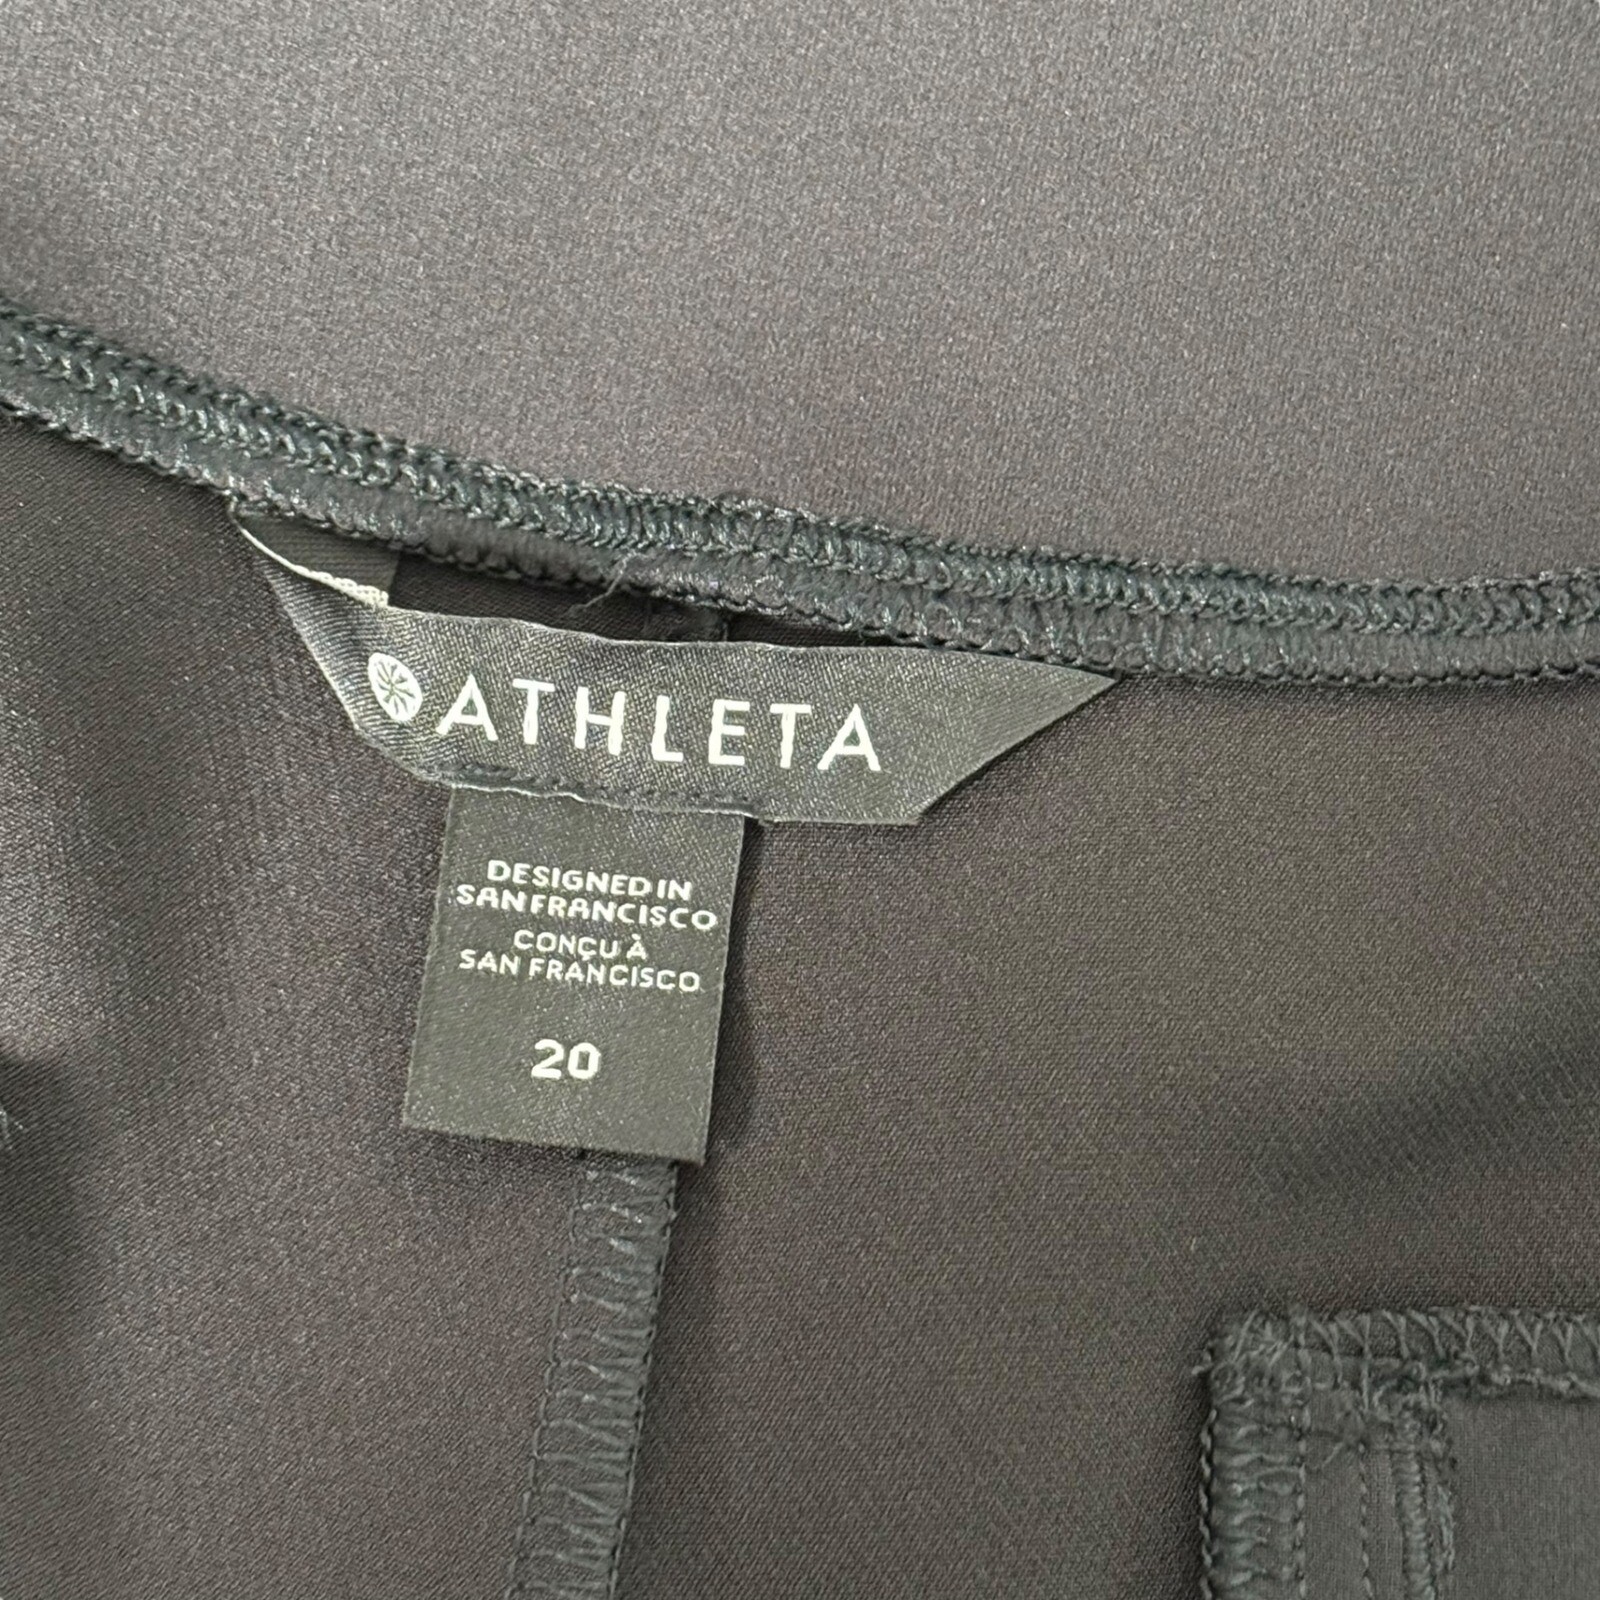 ATHLETA
DESIGNED IN
SAN FRANCISCO
CONÇU À
SAN FRANCISCO
20